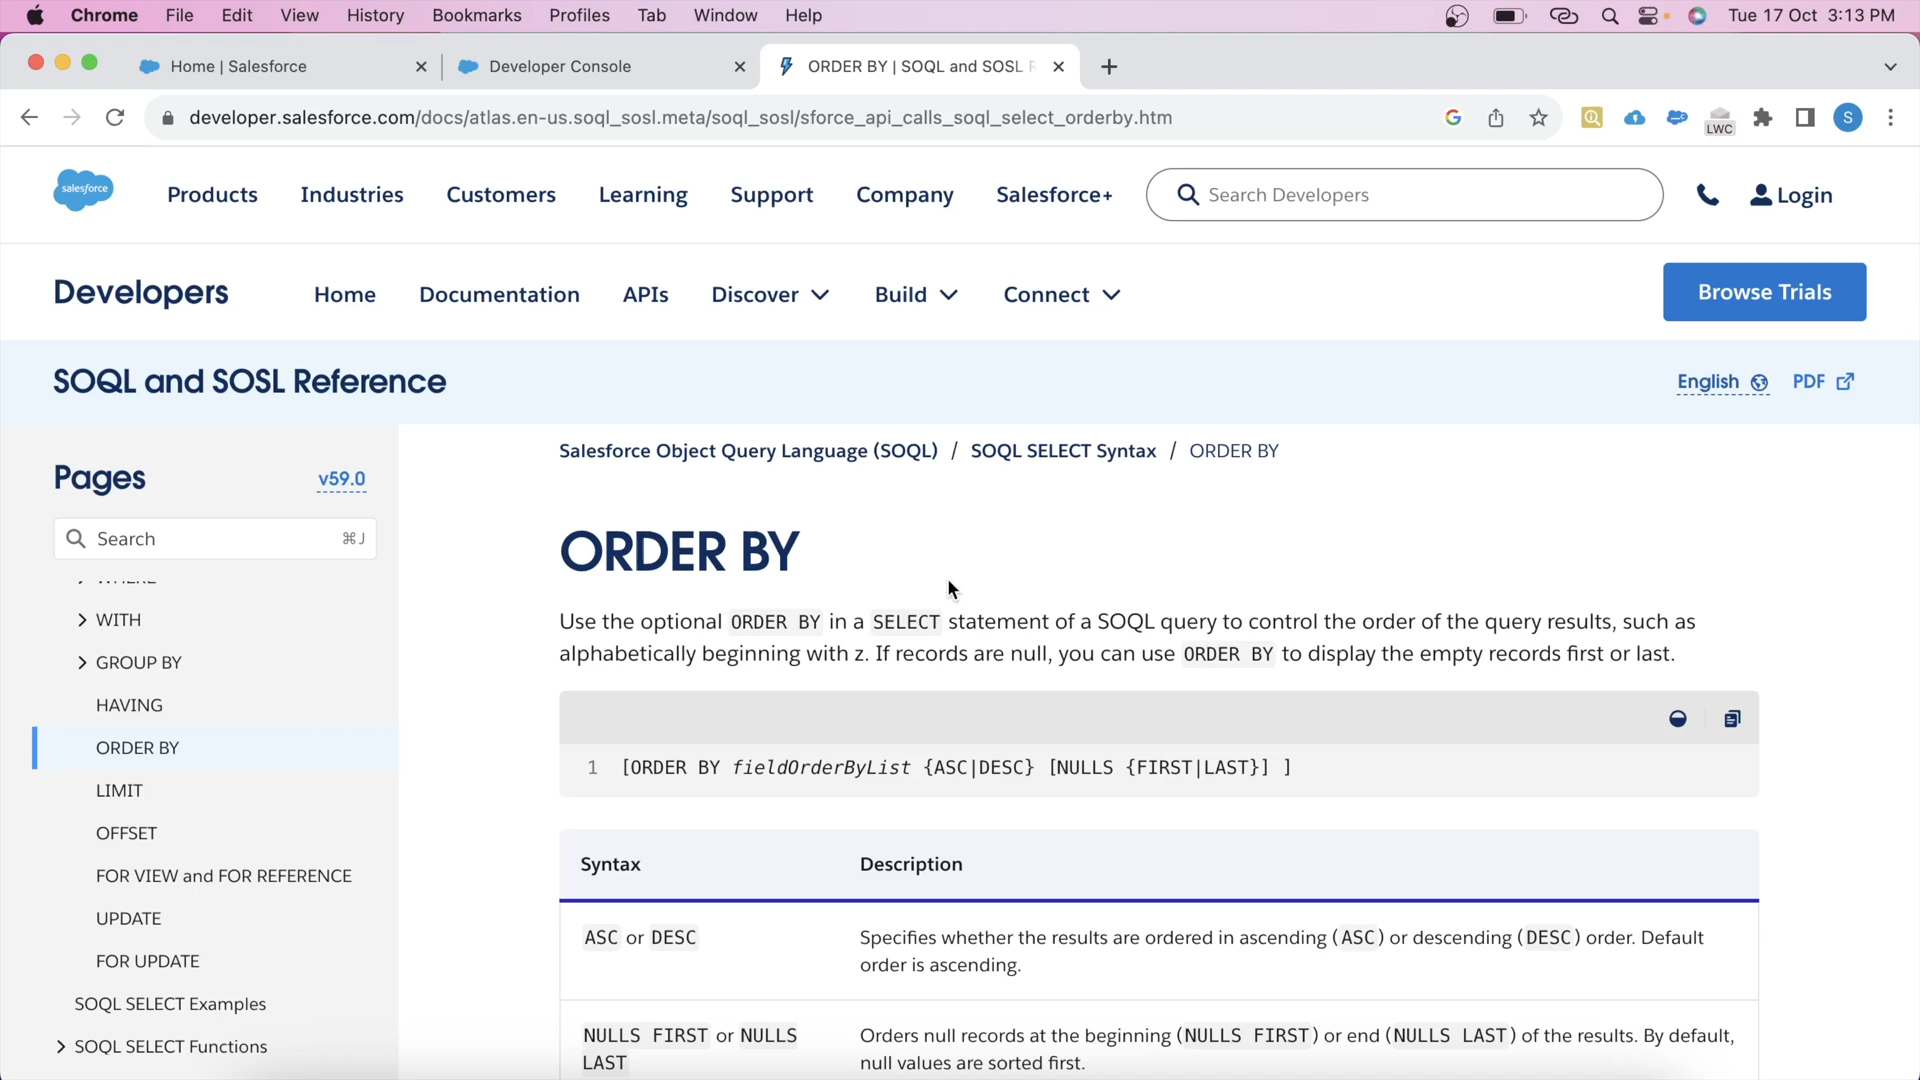 Chrome File Edit View History Bookmarks Profiles Tab Window Help Tue 17 Oct 3:13 PM
Home | Salesforce Developer Console ORDER BY | SOQL and SOSL R
developer.salesforce.com/docs/atlas.en-us.soql_sosl.meta/soql_sosl/sforce_api_calls_soql_select_orderby.htm
LWC
S
salesforce Products Industries Customers Learning Support Company Salesforce+ Search Developers Login
Developers Home Documentation APIs Discover Build Connect Browse Trials
SOQL and SOSL Reference English PDF
Pages v59.0
Search ⌘J
WHERE
WITH
GROUP BY
HAVING
ORDER BY
LIMIT
OFFSET
FOR VIEW and FOR REFERENCE
UPDATE
FOR UPDATE
SOQL SELECT Examples
SOQL SELECT Functions
Salesforce Object Query Language (SOQL) / SOQL SELECT Syntax / ORDER BY
ORDER BY
Use the optional ORDER BY in a SELECT statement of a SOQL query to control the order of the query results, such as
alphabetically beginning with z. If records are null, you can use ORDER BY to display the empty records first or last.
1 [ORDER BY fieldOrderByList {ASC|DESC} [NULLS {FIRST|LAST}] ]
Syntax Description
ASC or DESC Specifies whether the results are ordered in ascending (ASC) or descending (DESC) order. Default
order is ascending.
NULLS FIRST or NULLS Orders null records at the beginning (NULLS FIRST) or end (NULLS LAST) of the results. By default,
LAST null values are sorted first.